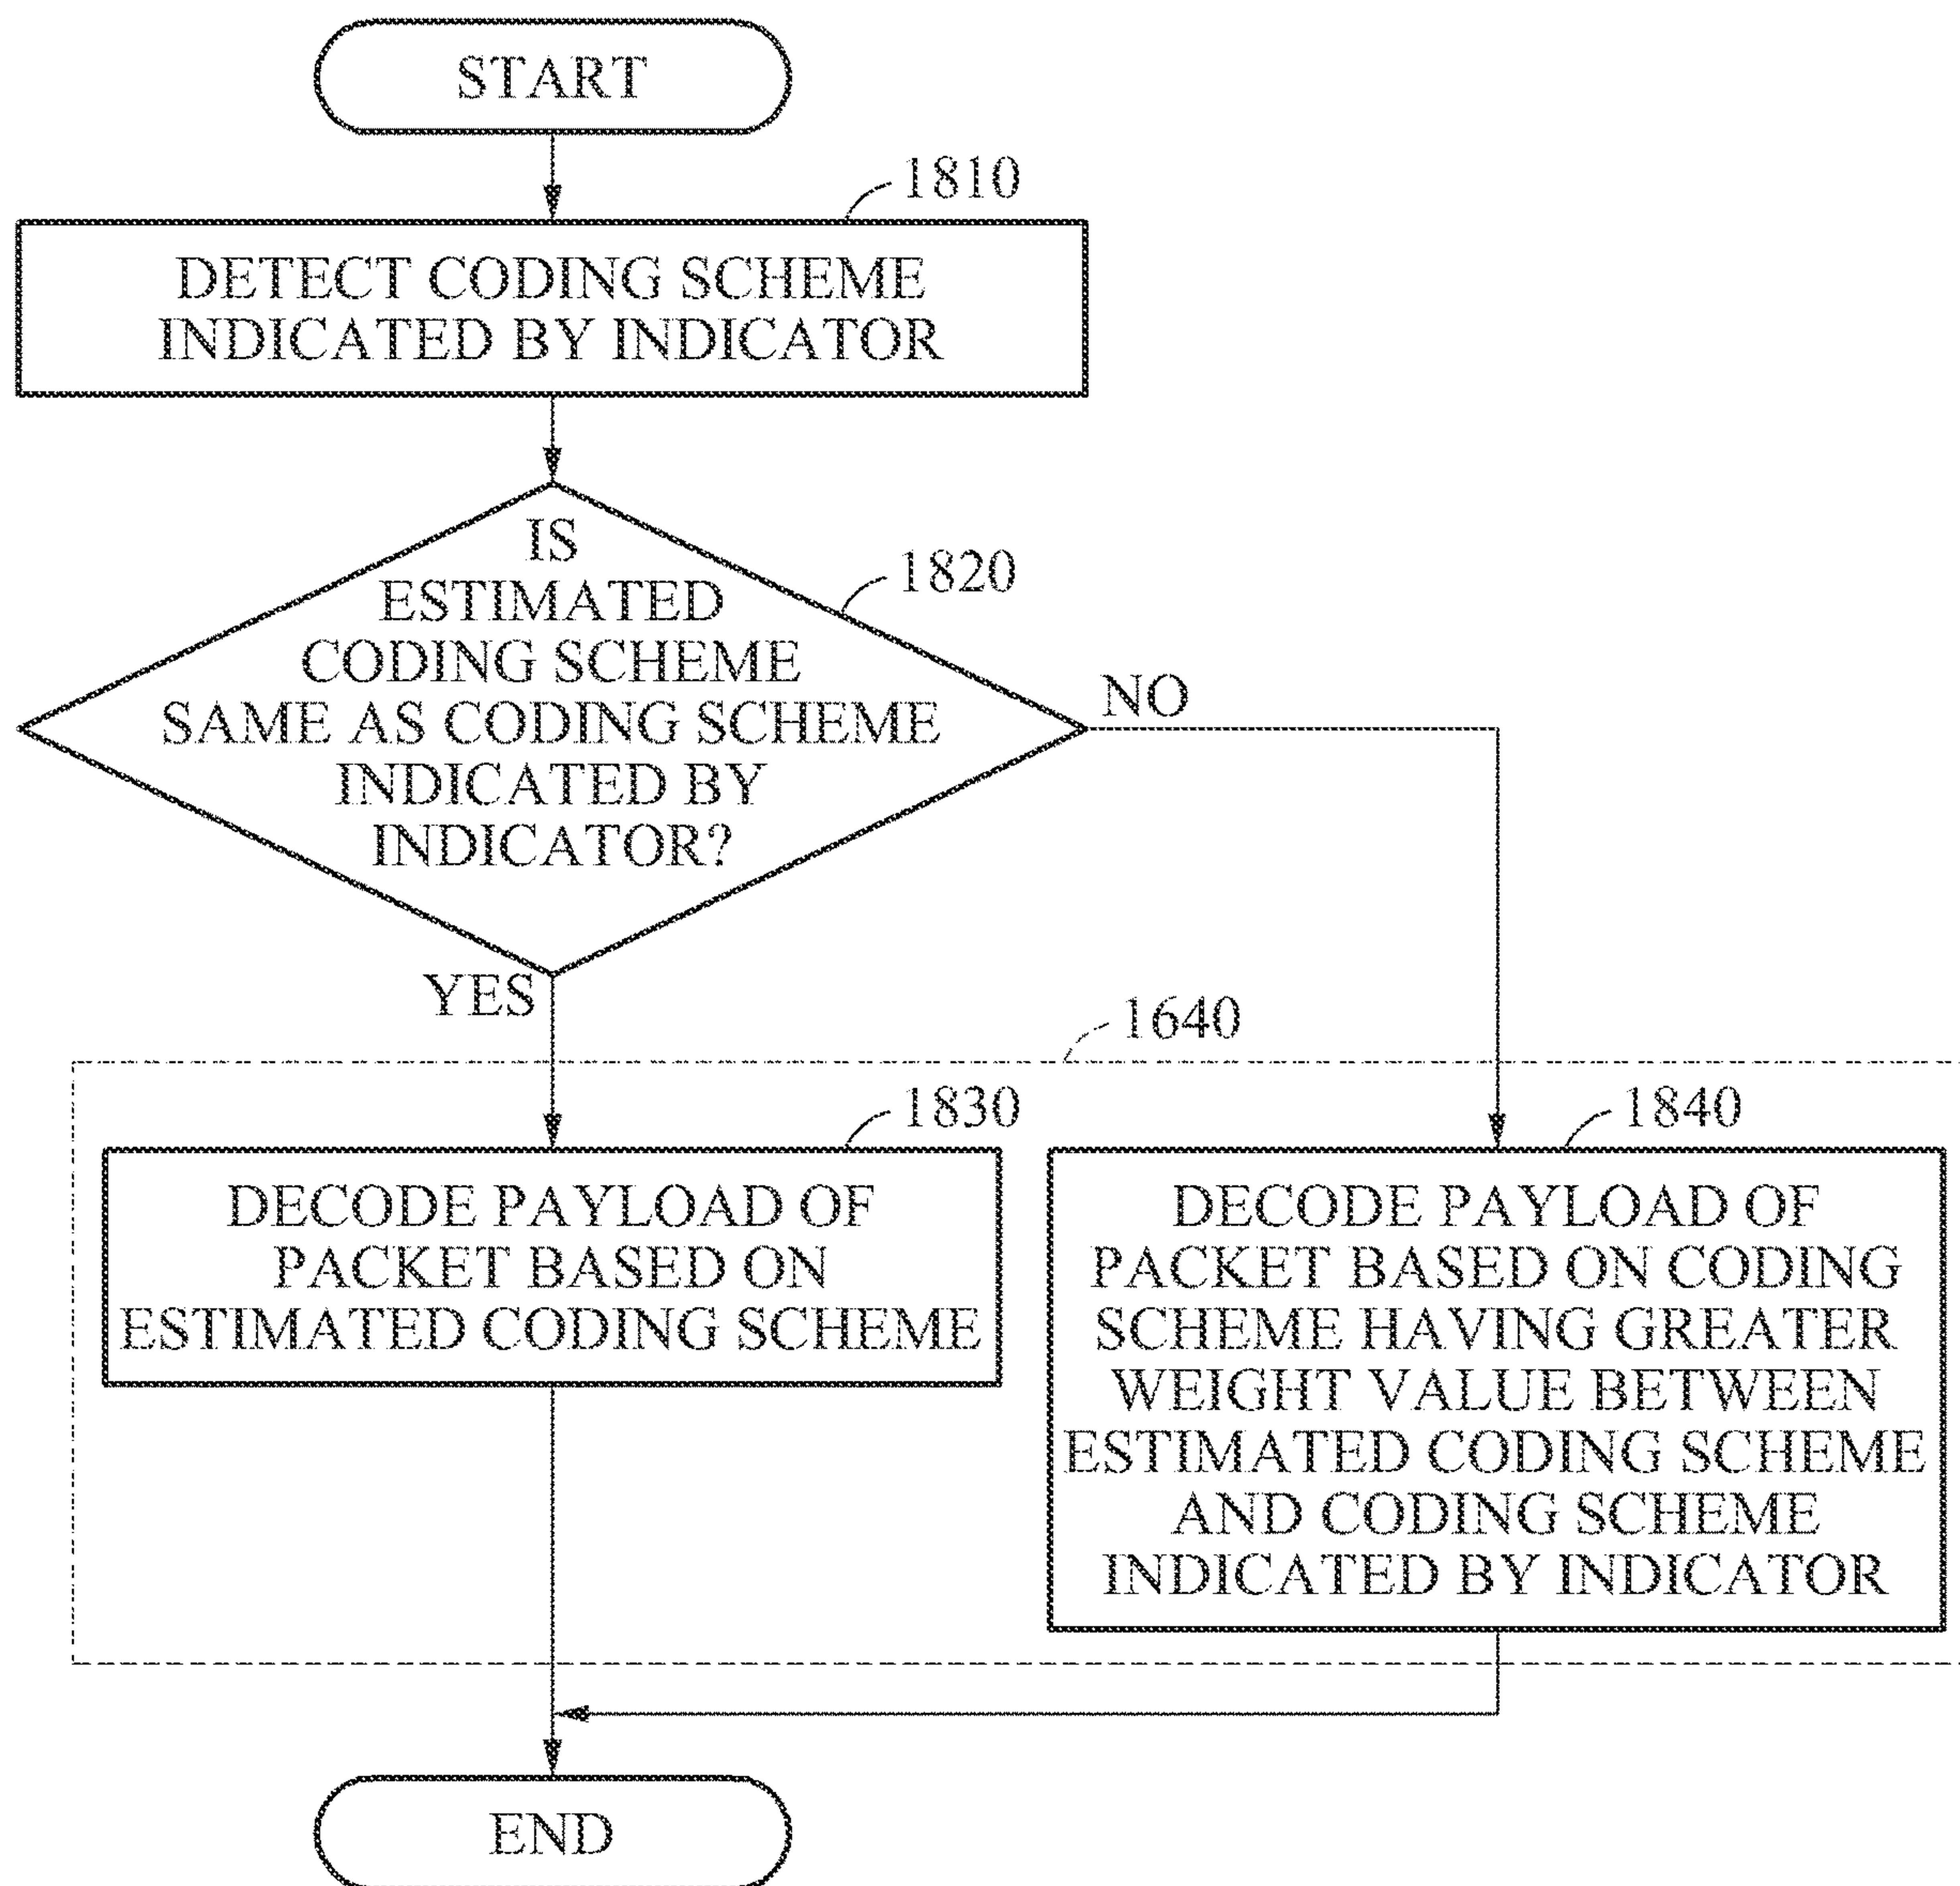 START
1810
DETECT CODING SCHEME
INDICATED BY INDICATOR
IS
ESTIMATED
CODING SCHEME
SAME AS CODING SCHEME
INDICATED BY
INDICATOR?
1820
NO
YES
1640
1830
DECODE PAYLOAD OF
PACKET BASED ON
ESTIMATED CODING SCHEME
1840
DECODE PAYLOAD OF
PACKET BASED ON CODING
SCHEME HAVING GREATER
WEIGHT VALUE BETWEEN
ESTIMATED CODING SCHEME
AND CODING SCHEME
INDICATED BY INDICATOR
END